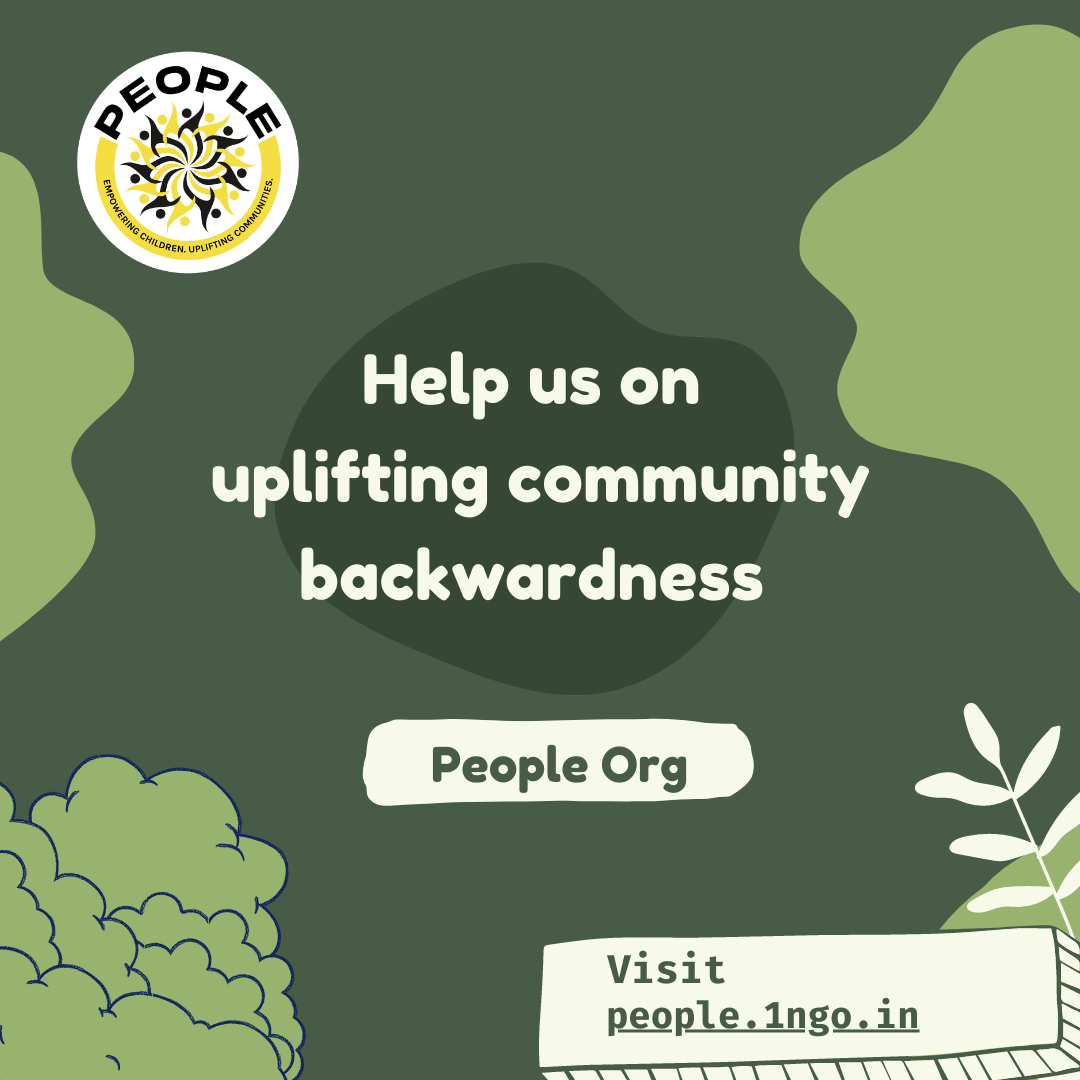 PEOPLE
EMPOWERING CHILDREN. UPLIFTING COMMUNITIES.
Help us on
uplifting community
backwardness
People Org
Visit
people.1ngo.in